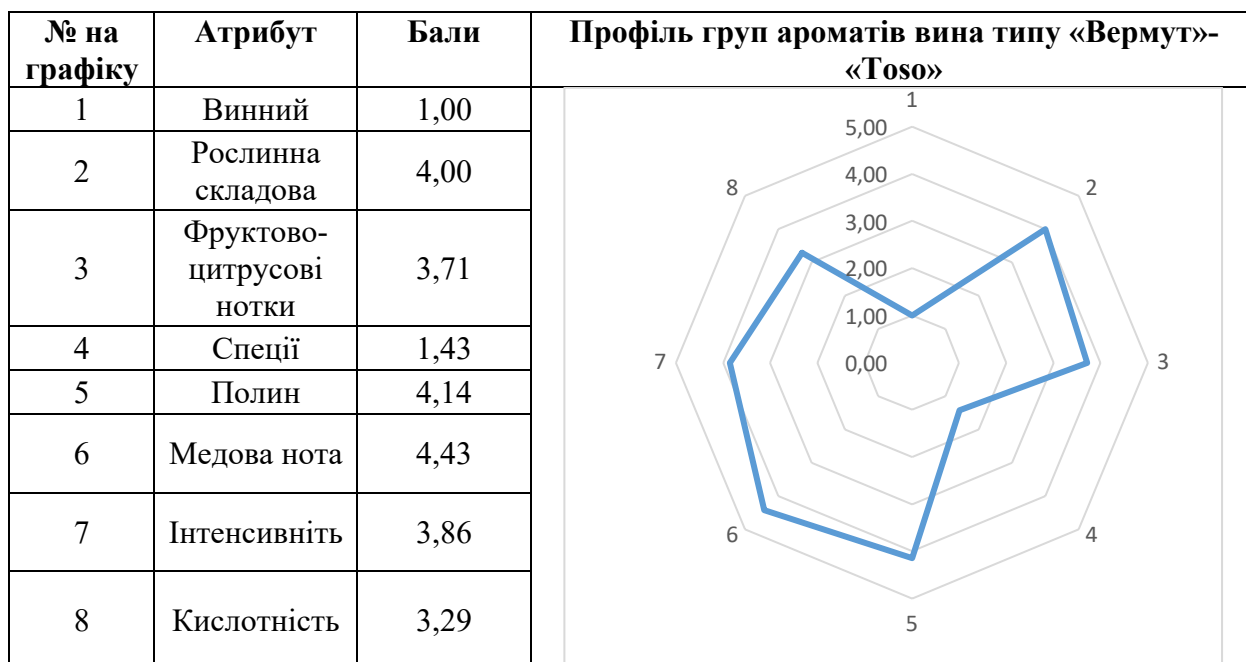 № на
графіку
Атрибут
Бали
Профіль груп ароматів вина типу «Вермут»-
«Toso»
1
Винний
1,00
2
Рослинна
складова
4,00
3
Фруктово-
цитрусові
нотки
3,71
4
Спеції
1,43
5
Полин
4,14
6
Медова нота
4,43
7
Інтенсивніть
3,86
8
Кислотність
3,29
1
5,00
4,00
3,00
2,00
1,00
0,00
2
3
4
5
6
7
8